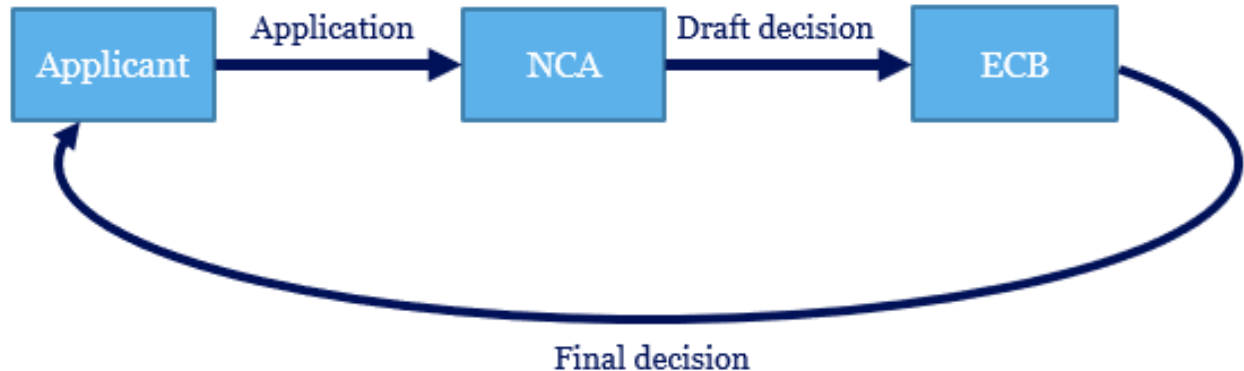 Application
Draft decision
Applicant
NCA
ECB
Final decision